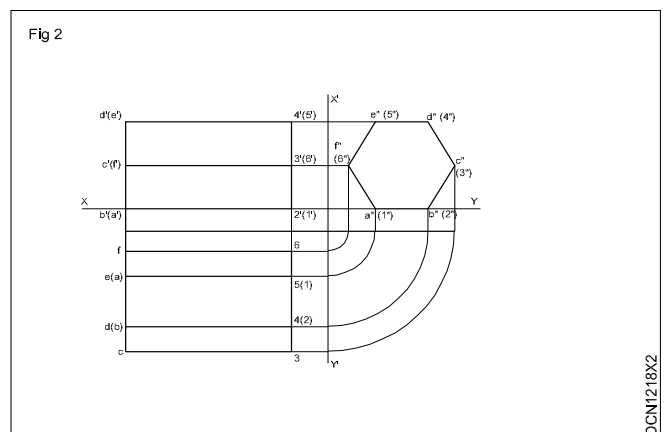 Fig 2
X'
d'(e')
4'(5')
e" (5")
d" (4")
f"
(6")
c'(f')
3'(6')
c"
(3")
X
Y
b'(a')
2'(1')
a" (1")
b" (2")
f
6
e(a)
5(1)
d(b)
4(2)
c
3
Y'
DCN1218X2